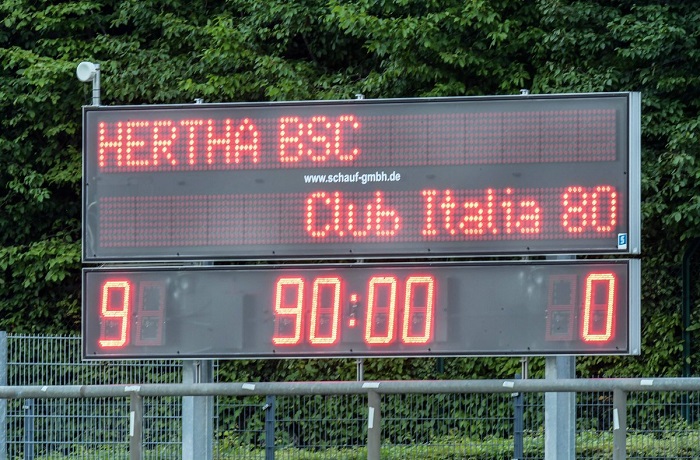 HERTHA BSC
www.schauf-gmbh.de
Club Italia 80
9 90:00 0